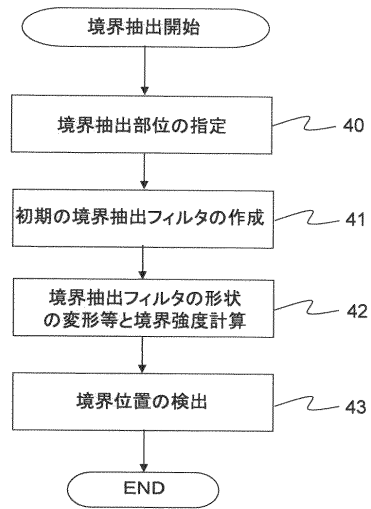 境界抽出開始
境界抽出部位の指定
40
初期の境界抽出フィルタの作成
41
境界抽出フィルタの形状
の変形等と境界強度計算
42
境界位置の検出
43
END